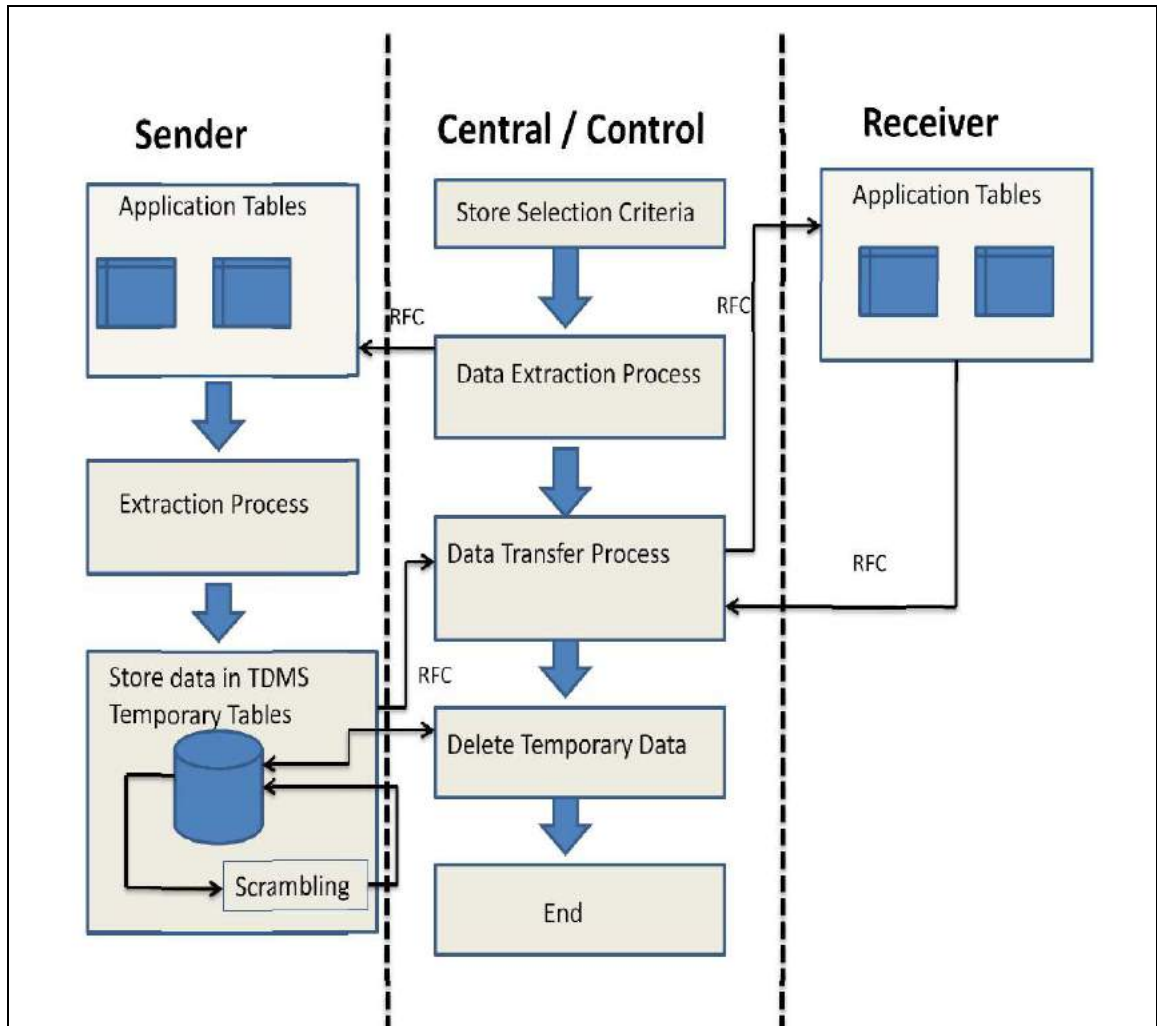 Sender
Central / Control
Receiver
Application Tables
Store Selection Criteria
Application Tables
RFC
RFC
Data Extraction Process
Extraction Process
Data Transfer Process
RFC
Store data in TDMS
Temporary Tables
RFC
Delete Temporary Data
Scrambling
End